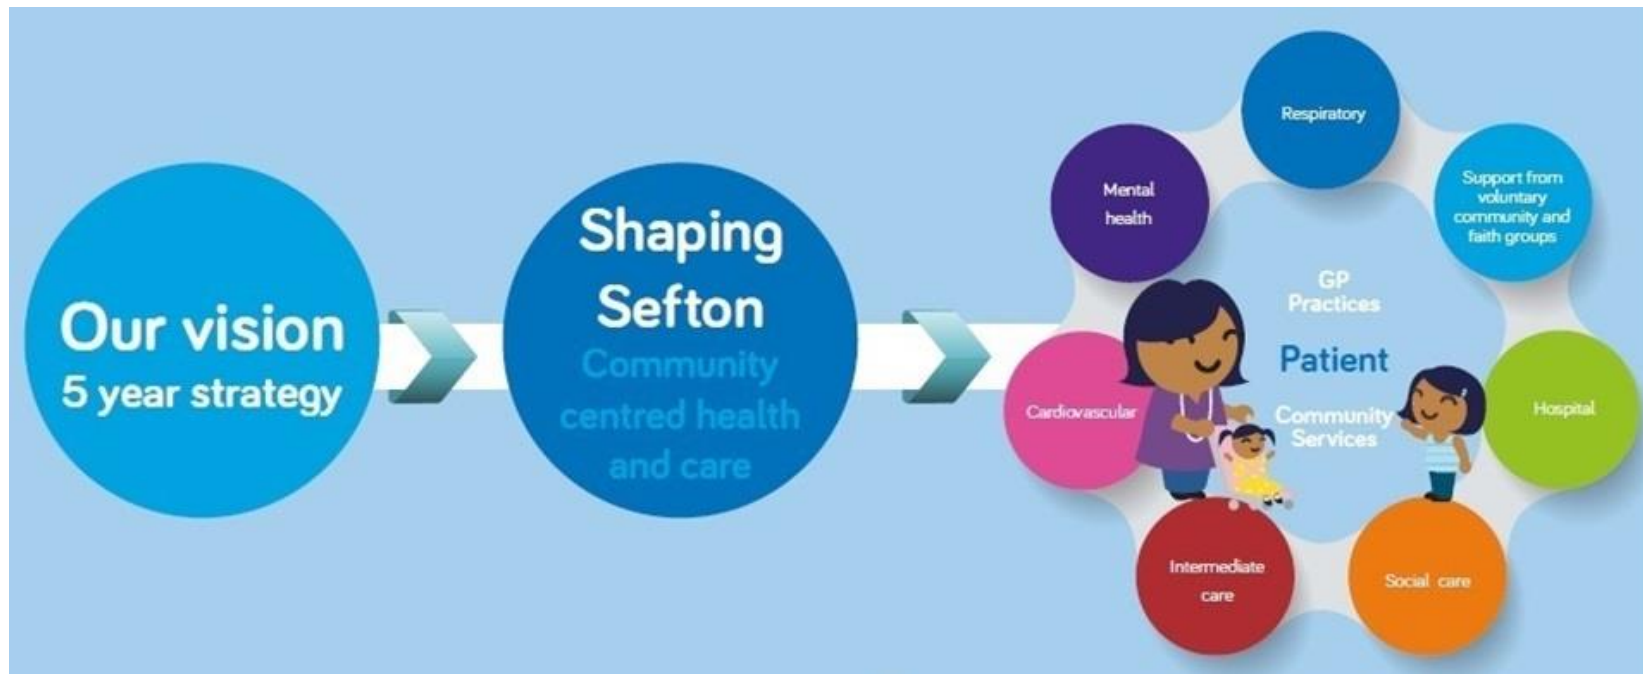 Our vision
5 year strategy
Shaping
Sefton
Community
centred health
and care
Respiratory
Mental
health
Support from
voluntary
community and
faith groups
GP
Practices
Patient
Community
Services
Cardiovascular
Hospital
Intermediate
care
Social care